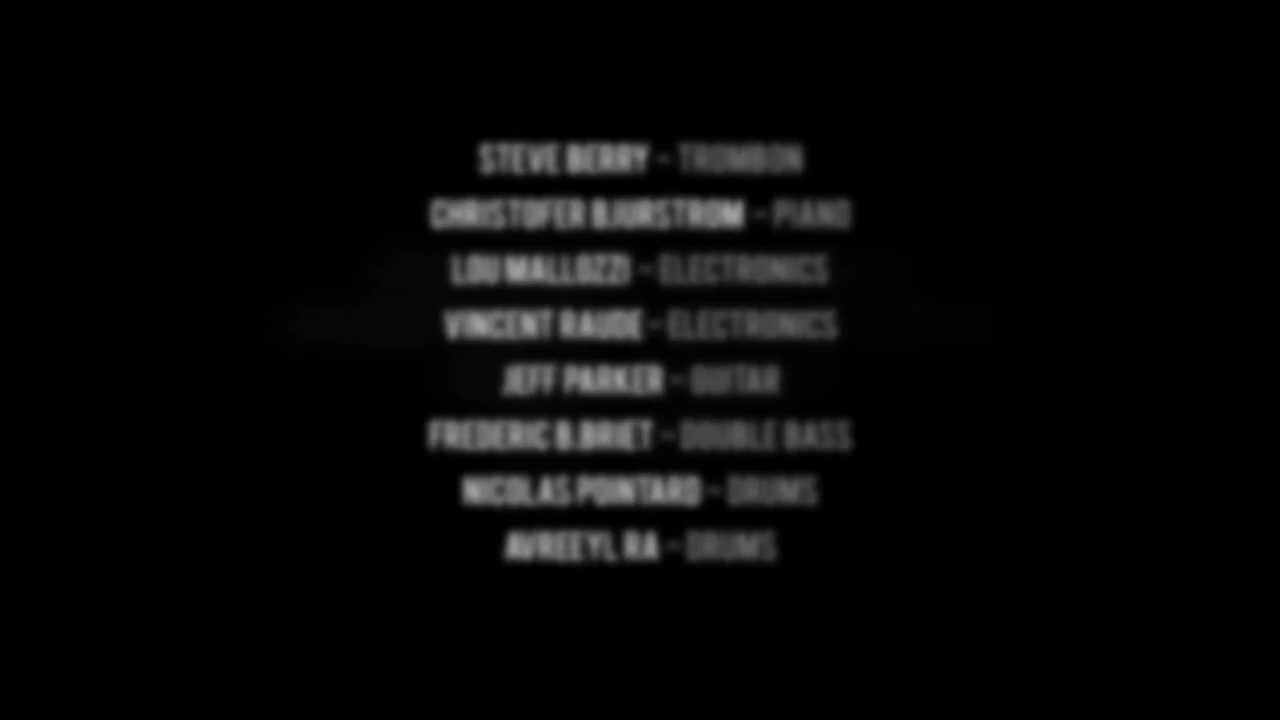 STEVE BERRY - TROMBON
CHRISTOFER BJURSTROM - PIANO
LOU MALLOZZI - ELECTRONICS
VINCENT RAUDE - ELECTRONICS
JEFF PARKER - GUITAR
FREDERIC B.BRIET - DOUBLE BASS
NICOLAS POINTARD - DRUMS
AVREEYL RA - DRUMS